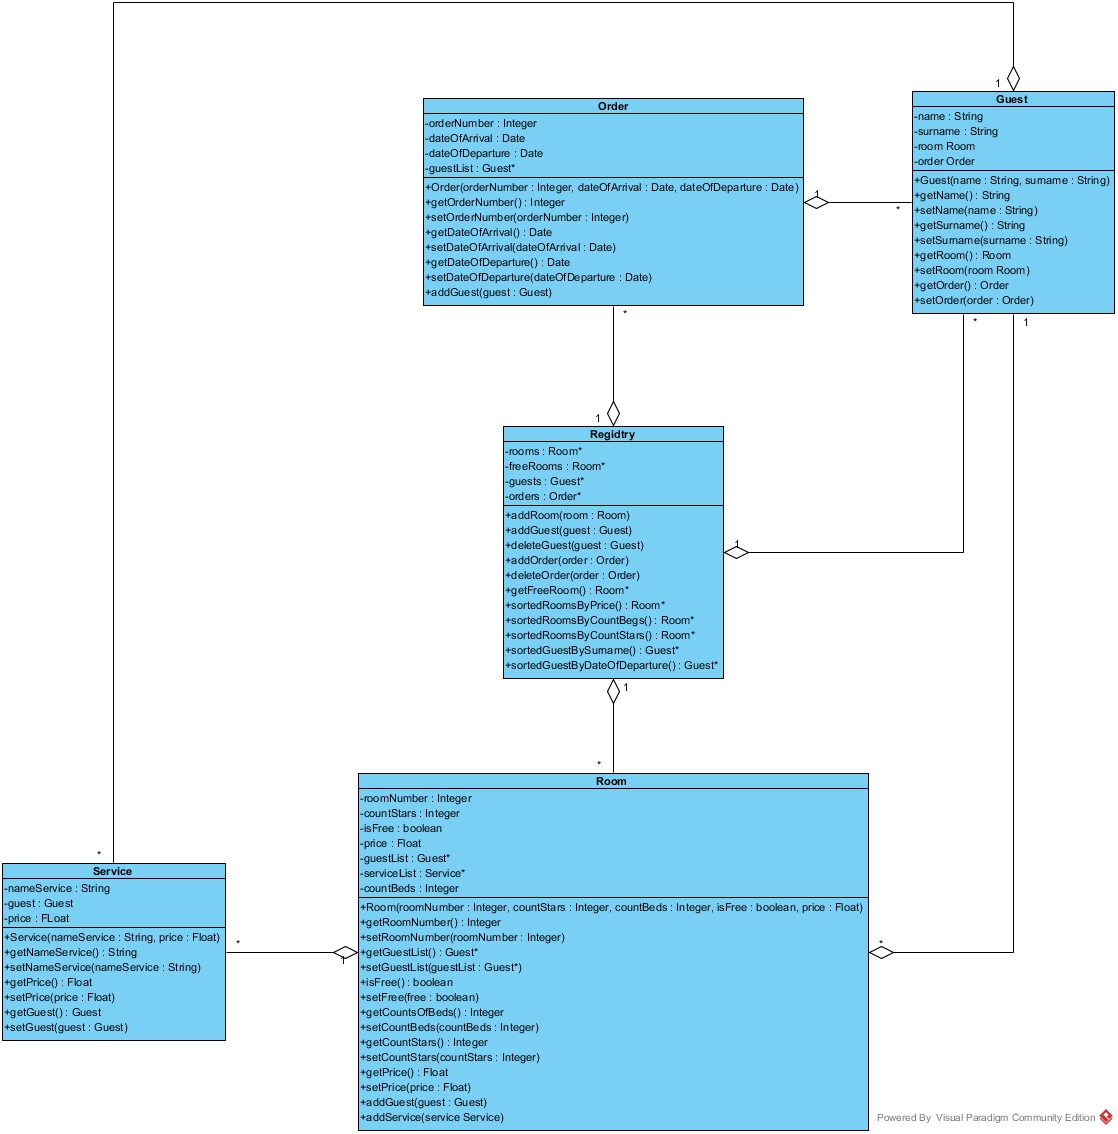 1
Order
-orderNumber : Integer
-dateOfArrival : Date
-dateOfDeparture : Date
-guestList : Guest*
+Order(orderNumber : Integer, dateOfArrival : Date, dateOfDeparture : Date)
+getOrderNumber() : Integer
+setOrderNumber(orderNumber : Integer)
+getDateOfArrival() : Date
+setDateOfArrival(dateOfArrival : Date)
+getDateOfDeparture() : Date
+setDateOfDeparture(dateOfDeparture : Date)
+addGuest(guest : Guest)
1
*
Guest
-name : String
-surname : String
-room Room
-order Order
+Guest(name : String, surname : String)
+getName() : String
+setName(name : String)
+getSurname() : String
+setSurname(surname : String)
+getRoom() : Room
+setRoom(room Room)
+getOrder() : Order
+setOrder(order : Order)
*
* 1
1
Regidtry
-rooms : Room*
-freeRooms : Room*
-guests : Guest*
-orders : Order*
+addRoom(room : Room)
+addGuest(guest : Guest)
+deleteGuest(guest : Guest)
+addOrder(order : Order)
+deleteOrder(order : Order)
+getFreeRoom() : Room*
+sortedRoomsByPrice() : Room*
+sortedRoomsByCountBegs() : Room*
+sortedRoomsByCountStars() : Room*
+sortedGuestBySurname() : Guest*
+sortedGuestByDateOfDeparture() : Guest*
1
1
*
Room
-roomNumber : Integer
-countStars : Integer
-isFree : boolean
-price : Float
-guestList : Guest*
-serviceList : Service*
-countBeds : Integer
+Room(roomNumber : Integer, countStars : Integer, countBeds : Integer, isFree : boolean, price : Float)
+getRoomNumber() : Integer
+setRoomNumber(roomNumber : Integer)
+getGuestList() : Guest*
+setGuestList(guestList : Guest*)
+isFree() : boolean
+setFree(free : boolean)
+getCountsOfBeds() : Integer
+setCountBeds(countBeds : Integer)
+getCountStars() : Integer
+setCountStars(countStars : Integer)
+getPrice() : Float
+setPrice(price : Float)
+addGuest(guest : Guest)
+addService(service Service)
*
*
Service
-nameService : String
-guest : Guest
-price : FLoat
+Service(nameService : String, price : Float)
+getNameService() : String
+setNameService(nameService : String)
+getPrice() : Float
+setPrice(price : Float)
+getGuest() : Guest
+setGuest(guest : Guest)
*
1
Powered By Visual Paradigm Community Edition